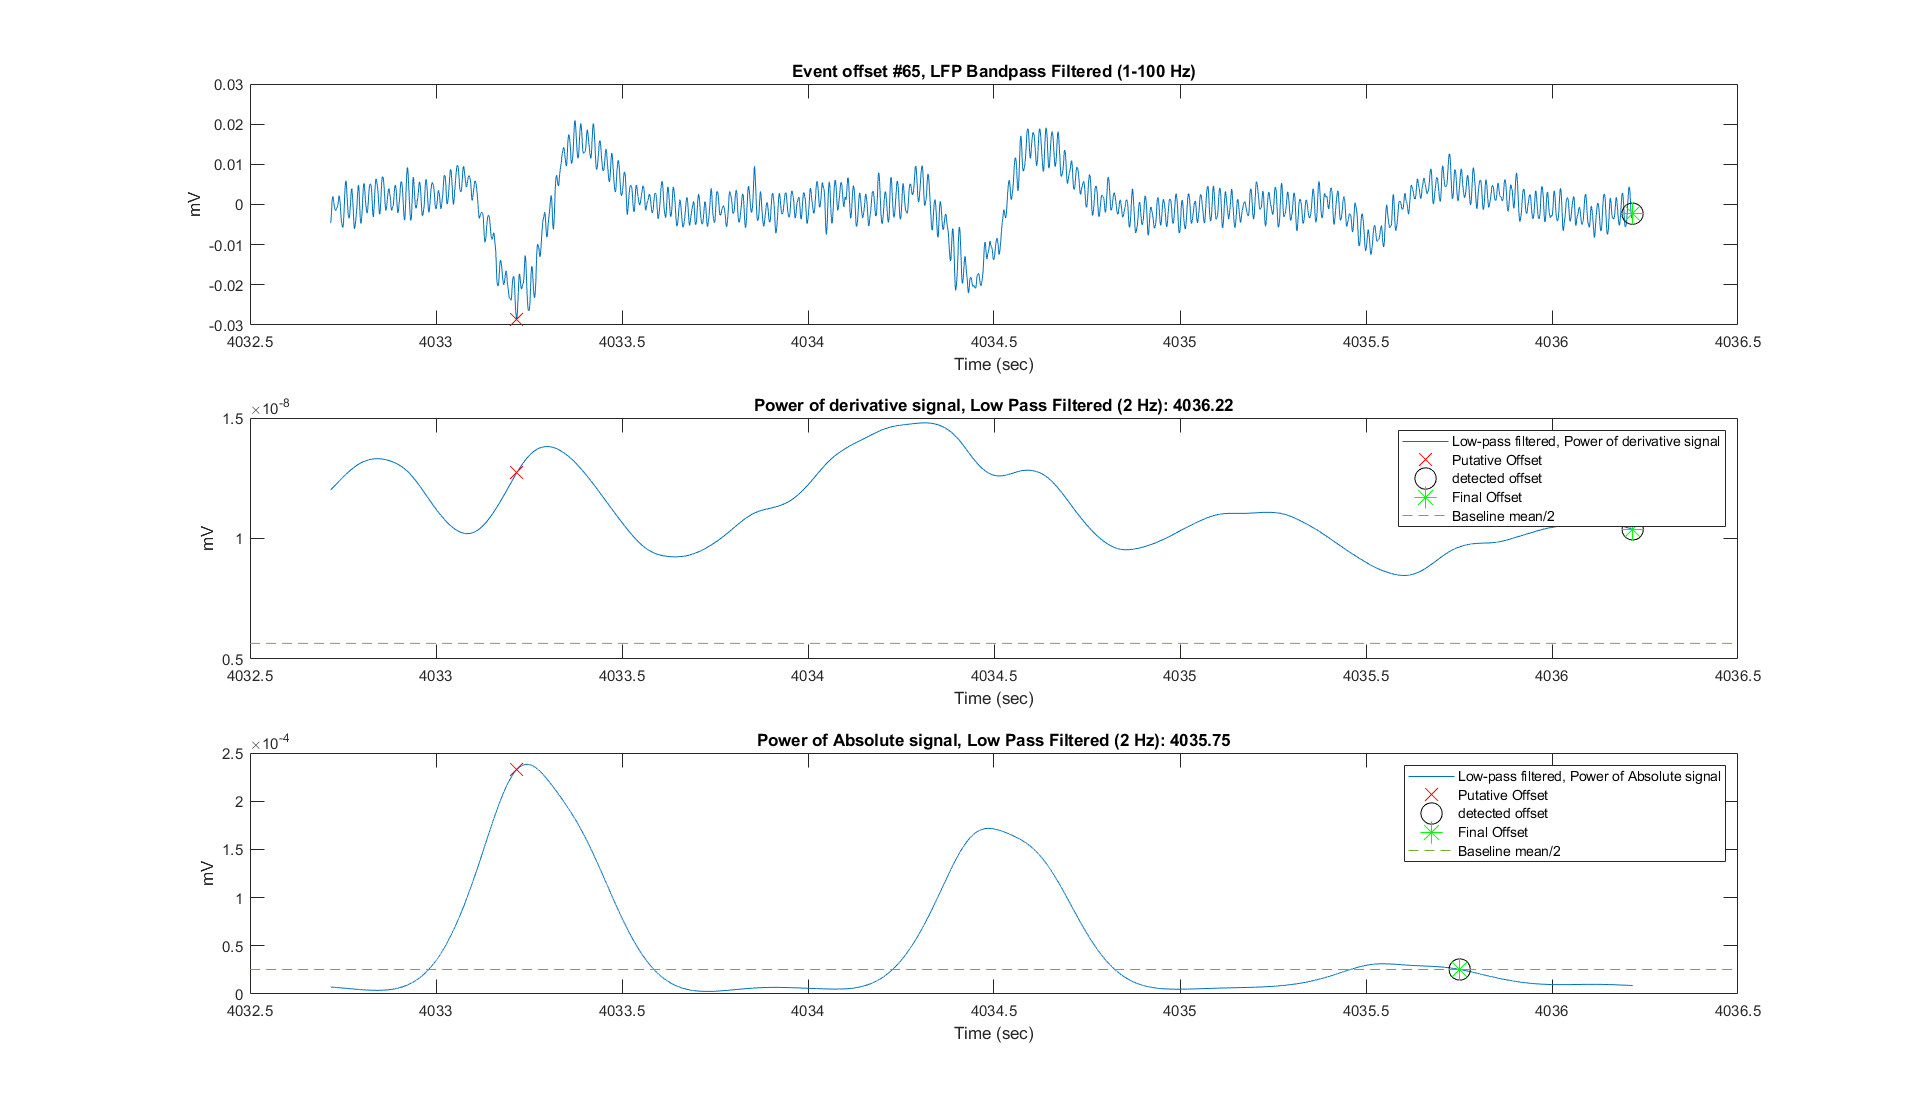 Event offset #65, LFP Bandpass Filtered (1-100 Hz)
0.03
0.02
0.01
0
-0.01
-0.02
-0.03
mV
4032.5 4033 4033.5 4034 4034.5 4035 4035.5 4036 4036.5
Time (sec)
Power of derivative signal, Low Pass Filtered (2 Hz): 4036.22
×10-8
1.5
1
0.5
mV
Low-pass filtered, Power of derivative signal
Putative Offset
detected offset
Final Offset
Baseline mean/2
4032.5 4033 4033.5 4034 4034.5 4035 4035.5 4036 4036.5
Time (sec)
Power of Absolute signal, Low Pass Filtered (2 Hz): 4035.75
×10-4
2.5
2
1.5
1
0.5
0
mV
Low-pass filtered, Power of Absolute signal
Putative Offset
detected offset
Final Offset
Baseline mean/2
4032.5 4033 4033.5 4034 4034.5 4035 4035.5 4036 4036.5
Time (sec)